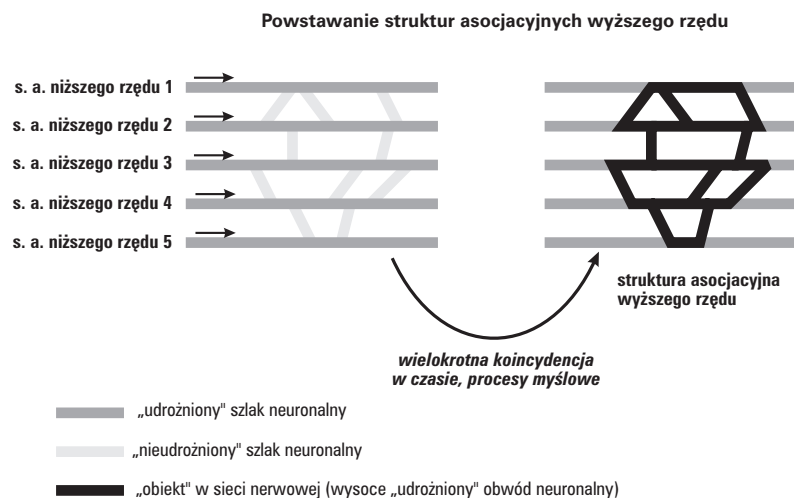 Powstawanie struktur asocjacyjnych wyższego rzędu
s. a. niższego rzędu 1
s. a. niższego rzędu 2
s. a. niższego rzędu 3
s. a. niższego rzędu 4
s. a. niższego rzędu 5
struktura asocjacyjna
wyższego rzędu
wielokrotna koincydencja
w czasie, procesy myślowe
„udrożniony" szlak neuronalny
„nieudrożniony" szlak neuronalny
„obiekt" w sieci nerwowej (wysoce „udrożniony" obwód neuronalny)